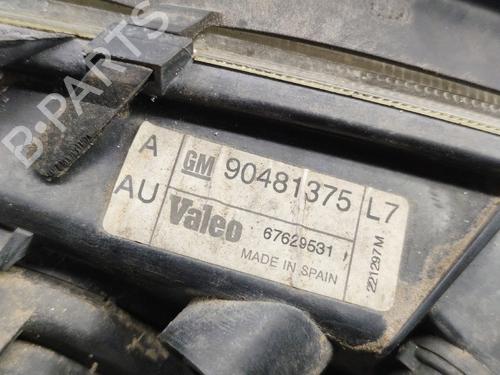 B-PARTS
A GM 90481375 L7
AU Valeo 67629531
MADE IN SPAIN
221297M